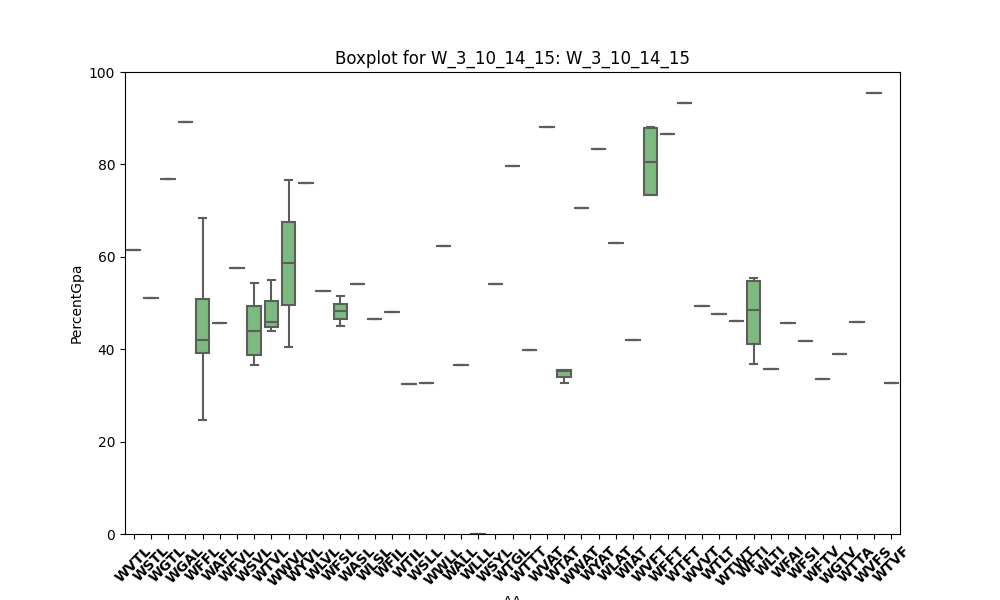 Boxplot for W_3_10_14_15: W_3_10_14_15
100
80
60
40
20
0
PercentGpa
WVTL
WSTL
WGTL
WGAL
WFFL
WAFL
WFVL
WSVL
WTVL
WWVL
WYVL
WLVL
WFSL
WASL
WLSL
WFIL
WTIL
WSLL
WWLL
WALL
WLLL
WSYL
WTGL
WTTT
WVAT
WTAT
WWAT
WYAT
WLAT
WIAT
WVFT
WFFT
WTFT
WVVT
WTLT
WTWT
WFTI
WLTI
WFAI
WFSI
WFTV
WGTV
WTTA
WVFS
WTVF